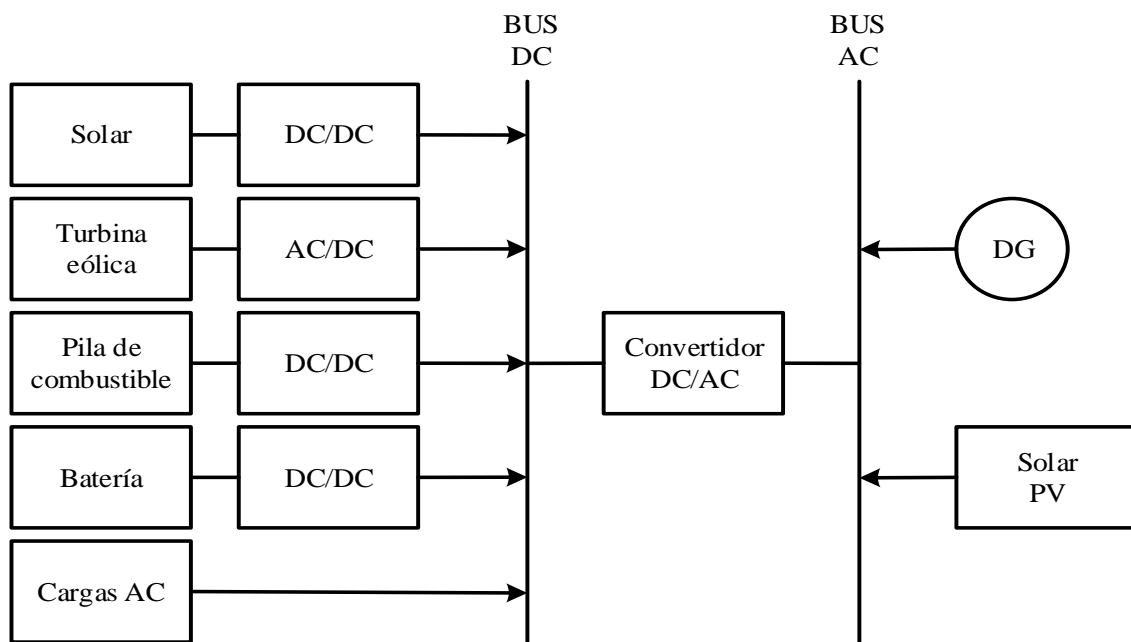 BUS
DC
BUS
AC
Solar
DC/DC
Turbina
eólica
AC/DC
DG
Pila de
combustible
DC/DC
Convertidor
DC/AC
Batería
DC/DC
Solar
PV
Cargas AC